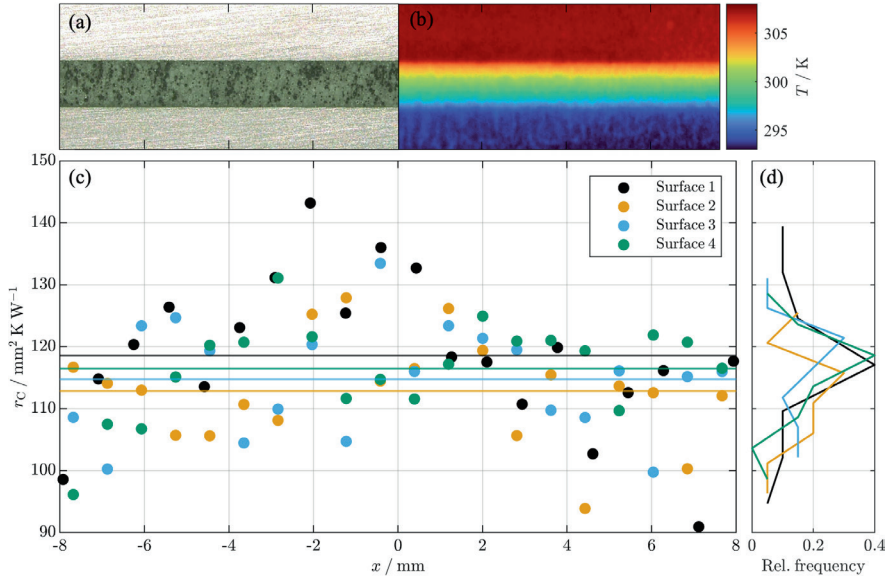 (a)
(b)
305
300
295
T / K
(c)
(d)
Surface 1
Surface 2
Surface 3
Surface 4
150
140
130
120
110
100
90
r_C / mm² K W⁻¹
-8
-6
-4
-2
0
2
4
6
8
x / mm
0
0.2
0.4
Rel. frequency